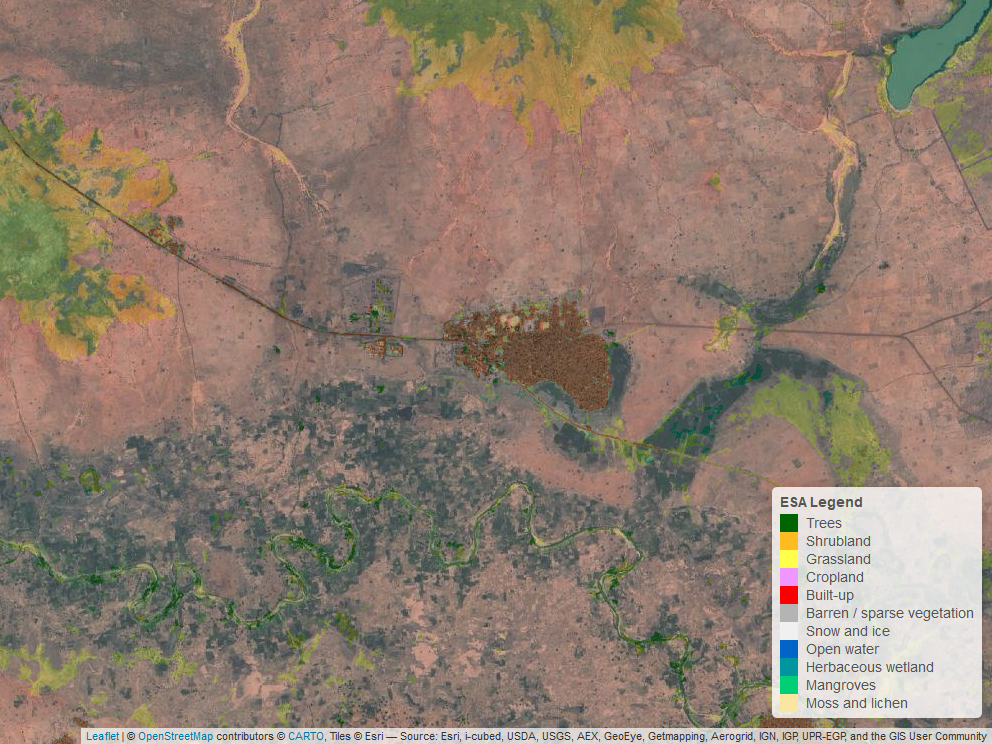 ESA Legend
Trees
Shrubland
Grassland
Cropland
Built-up
Barren / sparse vegetation
Snow and ice
Open water
Herbaceous wetland
Mangroves
Moss and lichen
Leaflet | © OpenStreetMap contributors © CARTO, Tiles © Esri — Source: Esri, i-cubed, USDA, USGS, AEX, GeoEye, Getmapping, Aerogrid, IGN, IGP, UPR-EGP, and the GIS User Community